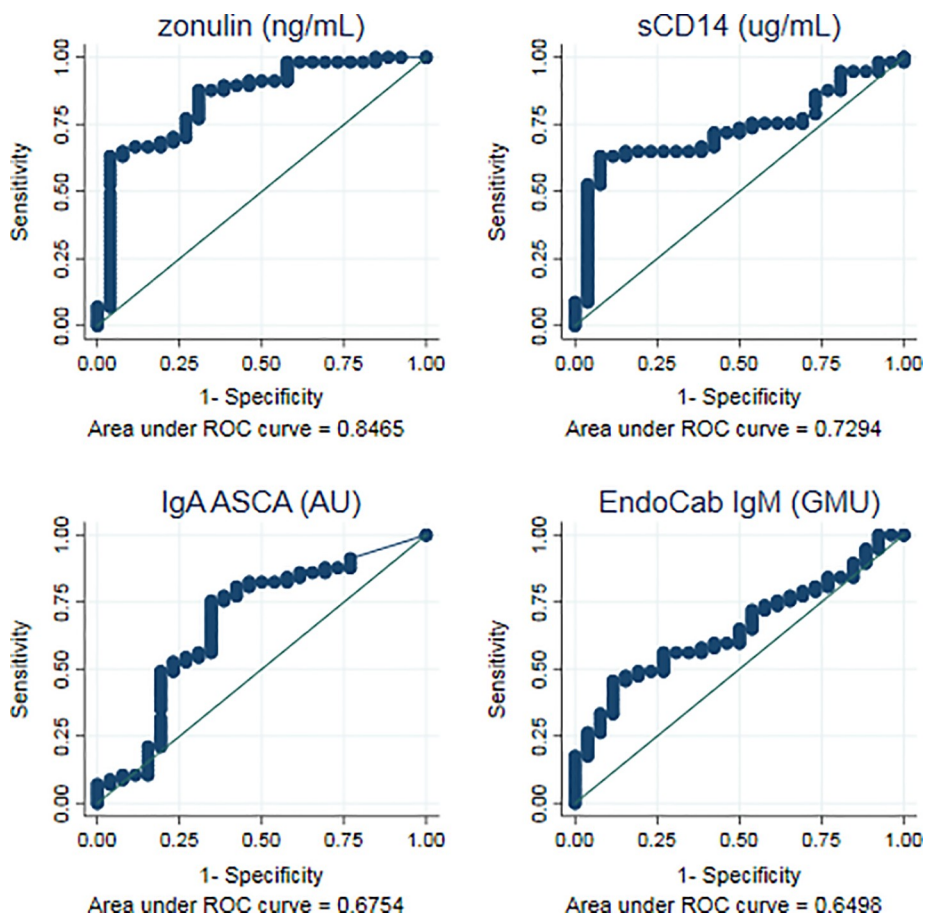 zonulin (ng/mL)
Sensitivity
1.00
0.75
0.50
0.25
0.00
0.00 0.25 0.50 0.75 1.00
1- Specificity
Area under ROC curve = 0.8465
sCD14 (ug/mL)
Sensitivity
1.00
0.75
0.50
0.25
0.00
0.00 0.25 0.50 0.75 1.00
1- Specificity
Area under ROC curve = 0.7294
IgA ASCA (AU)
Sensitivity
1.00
0.75
0.50
0.25
0.00
0.00 0.25 0.50 0.75 1.00
1- Specificity
Area under ROC curve = 0.6754
EndoCab IgM (GMU)
Sensitivity
1.00
0.75
0.50
0.25
0.00
0.00 0.25 0.50 0.75 1.00
1- Specificity
Area under ROC curve = 0.6498